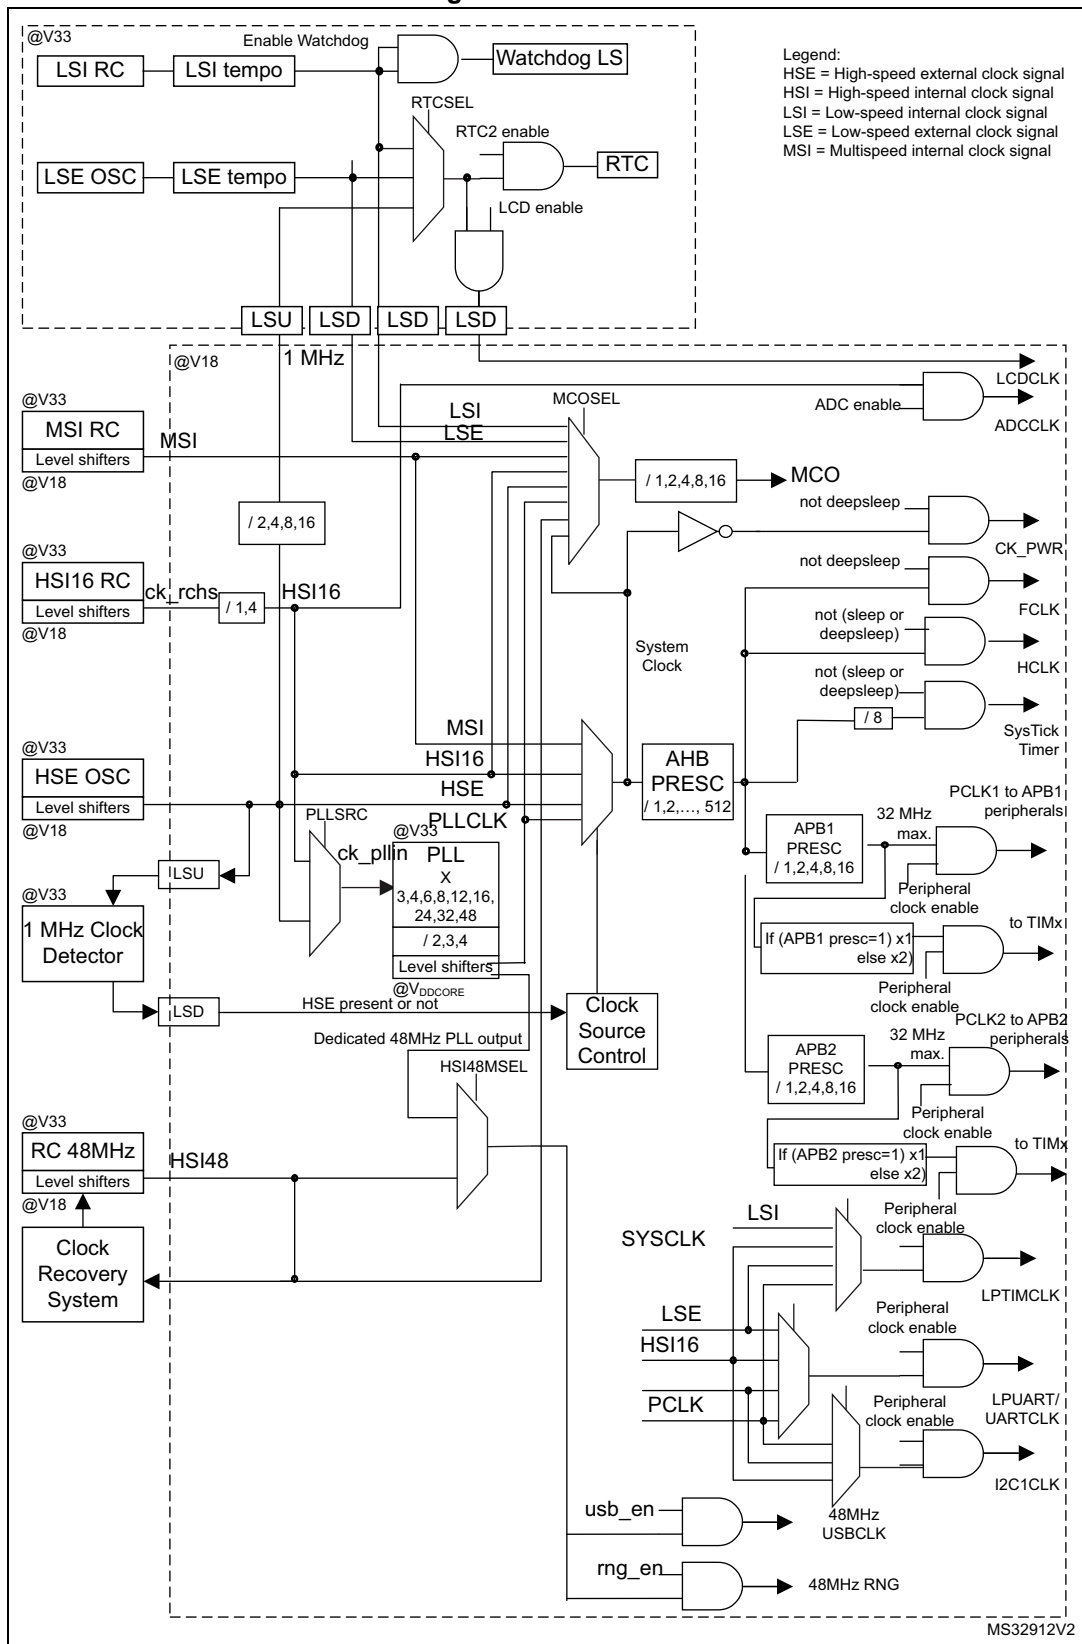 @V33
Enable Watchdog
LSI RC
LSI tempo
Watchdog LS
Legend:
HSE = High-speed external clock signal
HSI = High-speed internal clock signal
LSI = Low-speed internal clock signal
LSE = Low-speed external clock signal
MSI = Multispeed internal clock signal
RTCSEL
RTC2 enable
LSE OSC
LSE tempo
RTC
LCD enable
LSU
LSD
LSD
LSD
@V18
1 MHz
LCDCLK
@V33
MSI RC
Level shifters
@V18
MSI
LSI
LSE
MCOSEL
ADC enable
ADCCLK
/ 1,2,4,8,16
MCO
/ 2,4,8,16
not deepsleep
CK_PWR
@V33
HSI16 RC
Level shifters
@V18
ck_rchs
/ 1,4
HSI16
not deepsleep
FCLK
not (sleep or
deepsleep)
HCLK
System
Clock
not (sleep or
deepsleep)
/ 8
SysTick
Timer
@V33
HSE OSC
Level shifters
@V18
MSI
HSI16
HSE
PLLCLK
AHB
PRESC
/ 1,2,..., 512
PCLK1 to APB1
peripherals
PLLSRC
ck_pllin
@V33
PLL
X
3,4,6,8,12,16,
24,32,48
/ 2,3,4
Level shifters
@VDDCORE
APB1
PRESC
/ 1,2,4,8,16
32 MHz
max.
Peripheral
clock enable
LSU
@V33
1 MHz Clock
Detector
to TIMx
If (APB1 presc=1) x1
else x2)
Peripheral
clock enable
LSD
HSE present or not
Clock
Source
Control
Dedicated 48MHz PLL output
PCLK2 to APB2
peripherals
32 MHz
max.
APB2
PRESC
/ 1,2,4,8,16
HSI48MSEL
Peripheral
clock enable
@V33
RC 48MHz
Level shifters
@V18
HSI48
to TIMx
If (APB2 presc=1) x1
else x2)
Peripheral
clock enable
Clock
Recovery
System
LSI
SYSCLK
LPTIMCLK
LSE
HSI16
PCLK
Peripheral
clock enable
LPUART/
UARTCLK
Peripheral
clock enable
I2C1CLK
usb_en
48MHz
USBCLK
rng_en
48MHz RNG
MS32912V2